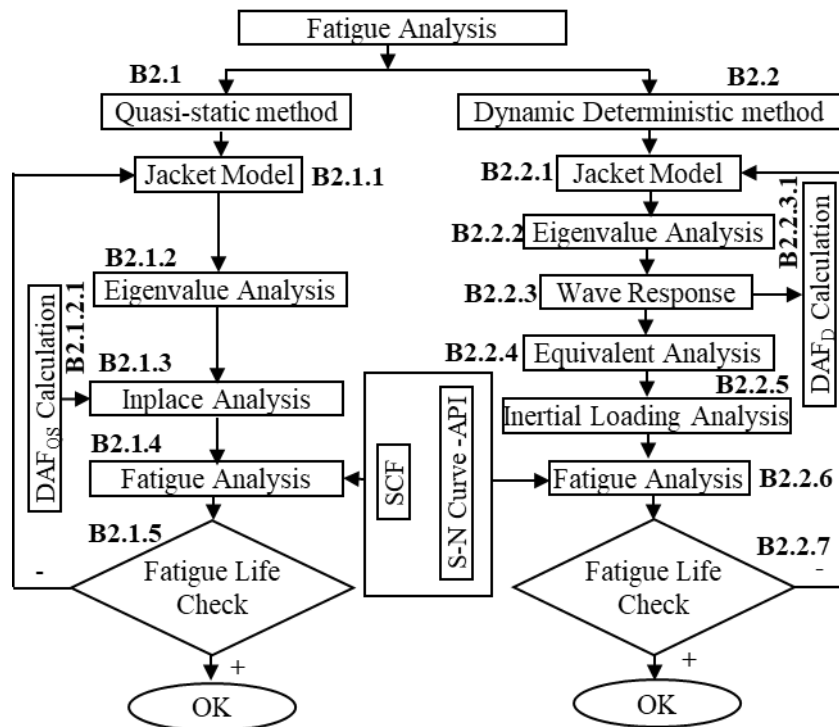 Fatigue Analysis
B2.1
Quasi-static method
Jacket Model
B2.1.1
B2.1.2
Eigenvalue Analysis
DAF_QS Calculation
B2.1.2.1
B2.1.3
Inplace Analysis
B2.1.4
Fatigue Analysis
B2.1.5
Fatigue Life
Check
-
+
OK
SCF
S-N Curve -API
B2.2
Dynamic Deterministic method
B2.2.1
Jacket Model
B2.2.2
Eigenvalue Analysis
B2.2.3
Wave Response
B2.2.3.1
DAF_D Calculation
B2.2.4
Equivalent Analysis
B2.2.5
Inertial Loading Analysis
Fatigue Analysis
B2.2.6
B2.2.7
Fatigue Life
Check
-
+
OK